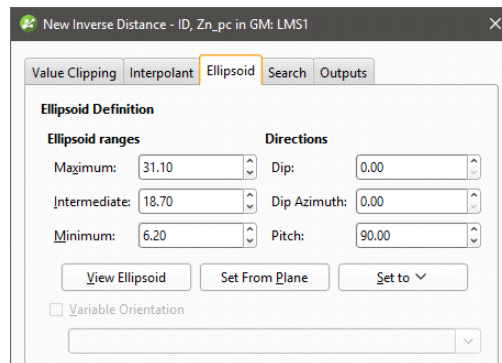 New Inverse Distance - ID, Zn_pc in GM: LMS1
Value Clipping Interpolant Ellipsoid Search Outputs
Ellipsoid Definition
Ellipsoid ranges Directions
Maximum: 31.10 Dip: 0.00
Intermediate: 18.70 Dip Azimuth: 0.00
Minimum: 6.20 Pitch: 90.00
View Ellipsoid Set From Plane Set to
Variable Orientation